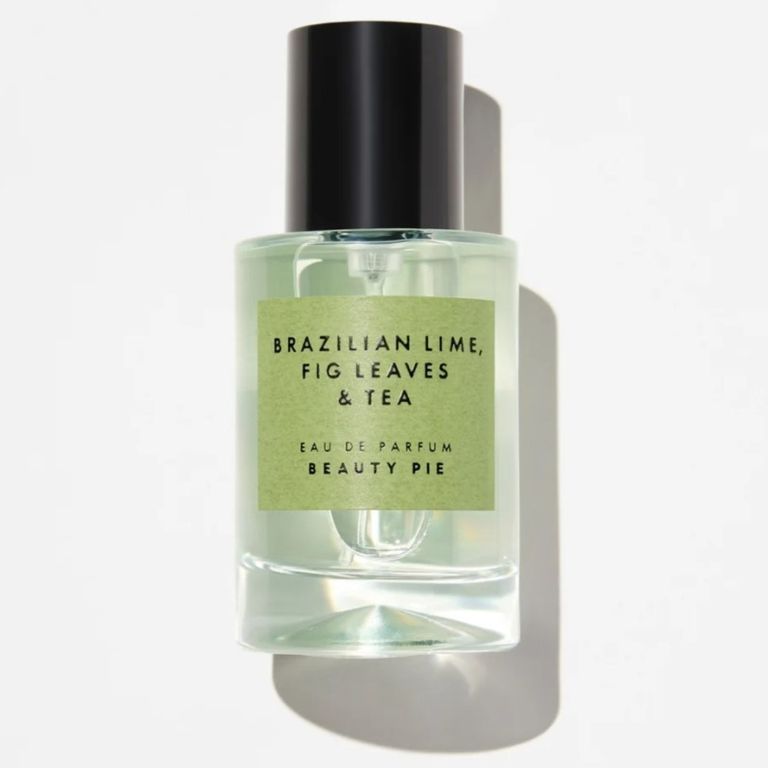 BRAZILIAN LIME,
FIG LEAVES
& TEA
EAU DE PARFUM
BEAUTY PIE